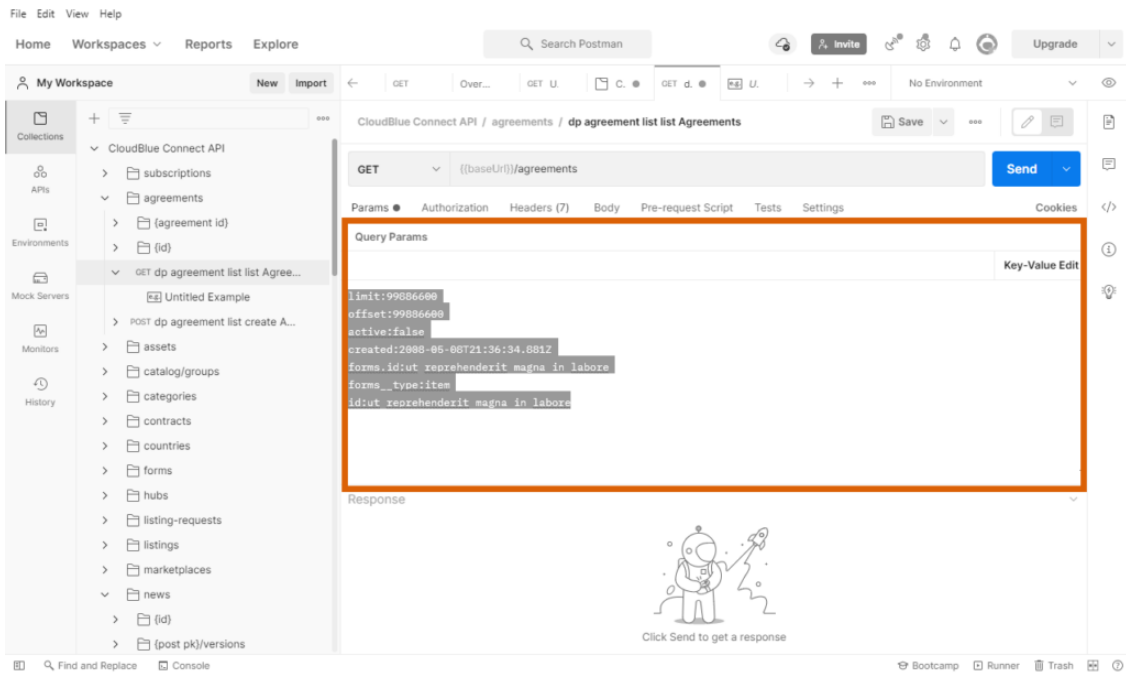 File Edit View Help
Home Workspaces Reports Explore Search Postman Invite Upgrade
My Workspace New Import GET Over... GET U. C. GET d. e.g. U. No Environment
Collections
APIs
Environments
Mock Servers
Monitors
History
CloudBlue Connect API
subscriptions
agreements
{agreement id}
{id}
GET dp agreement list list Agree...
e.g. Untitled Example
POST dp agreement list create A...
assets
catalog/groups
categories
contracts
countries
forms
hubs
listing-requests
listings
marketplaces
news
{id}
{post pk}/versions
CloudBlue Connect API / agreements / dp agreement list list Agreements Save
GET {{baseUrl}}/agreements Send
Params Authorization Headers (7) Body Pre-request Script Tests Settings Cookies
Query Params
Key-Value Edit
limit:99886600
offset:99886600
active:false
created:2008-05-08T21:36:34.881Z
forms.id:ut reprehenderit magna in labore
forms__type:item
id:ut reprehenderit magna in labore
Response
Click Send to get a response
Find and Replace Console Bootcamp Runner Trash